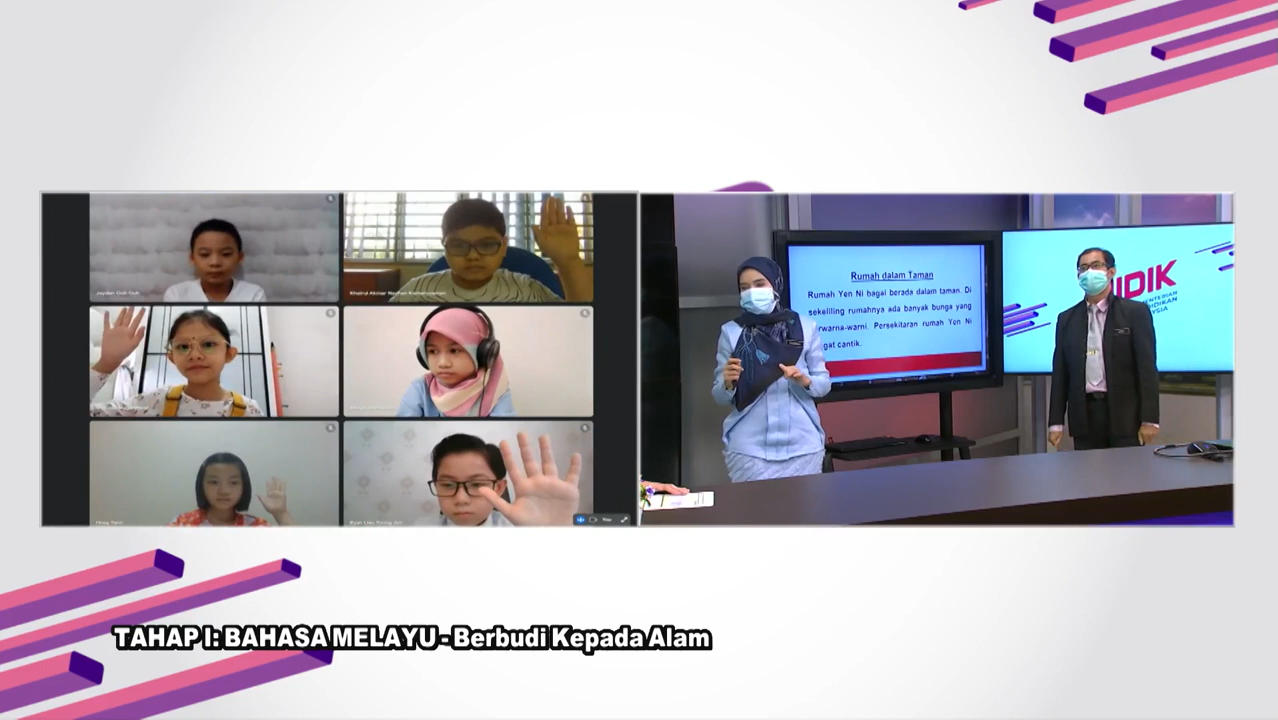 Rumah dalam Taman
Rumah Yen Ni bagai berada dalam taman. Di
sekeliling rumahnya ada banyak bunga yang
rwarna-warni. Persekitaran rumah Yen Ni
gat cantik.
IDIK
TAHAP I: BAHASA MELAYU - Berbudi Kepada Alam